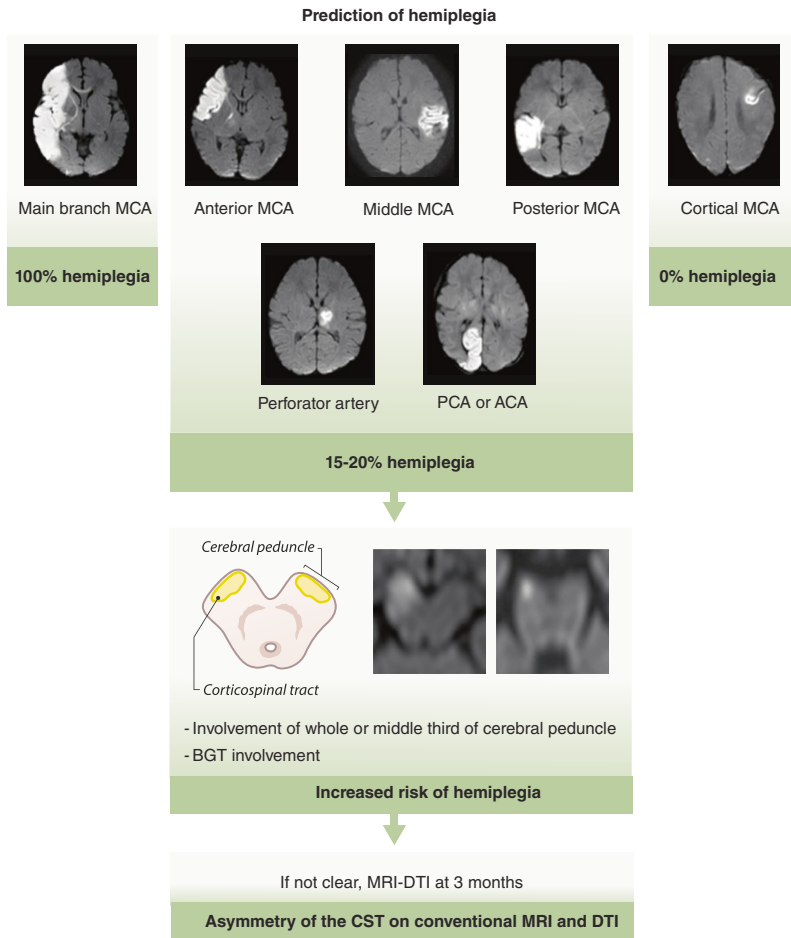 Prediction of hemiplegia
Main branch MCA
Anterior MCA
Middle MCA
Posterior MCA
Cortical MCA
100% hemiplegia
0% hemiplegia
Perforator artery
PCA or ACA
15-20% hemiplegia
Cerebral peduncle
Corticospinal tract
- Involvement of whole or middle third of cerebral peduncle
- BGT involvement
Increased risk of hemiplegia
If not clear, MRI-DTI at 3 months
Asymmetry of the CST on conventional MRI and DTI